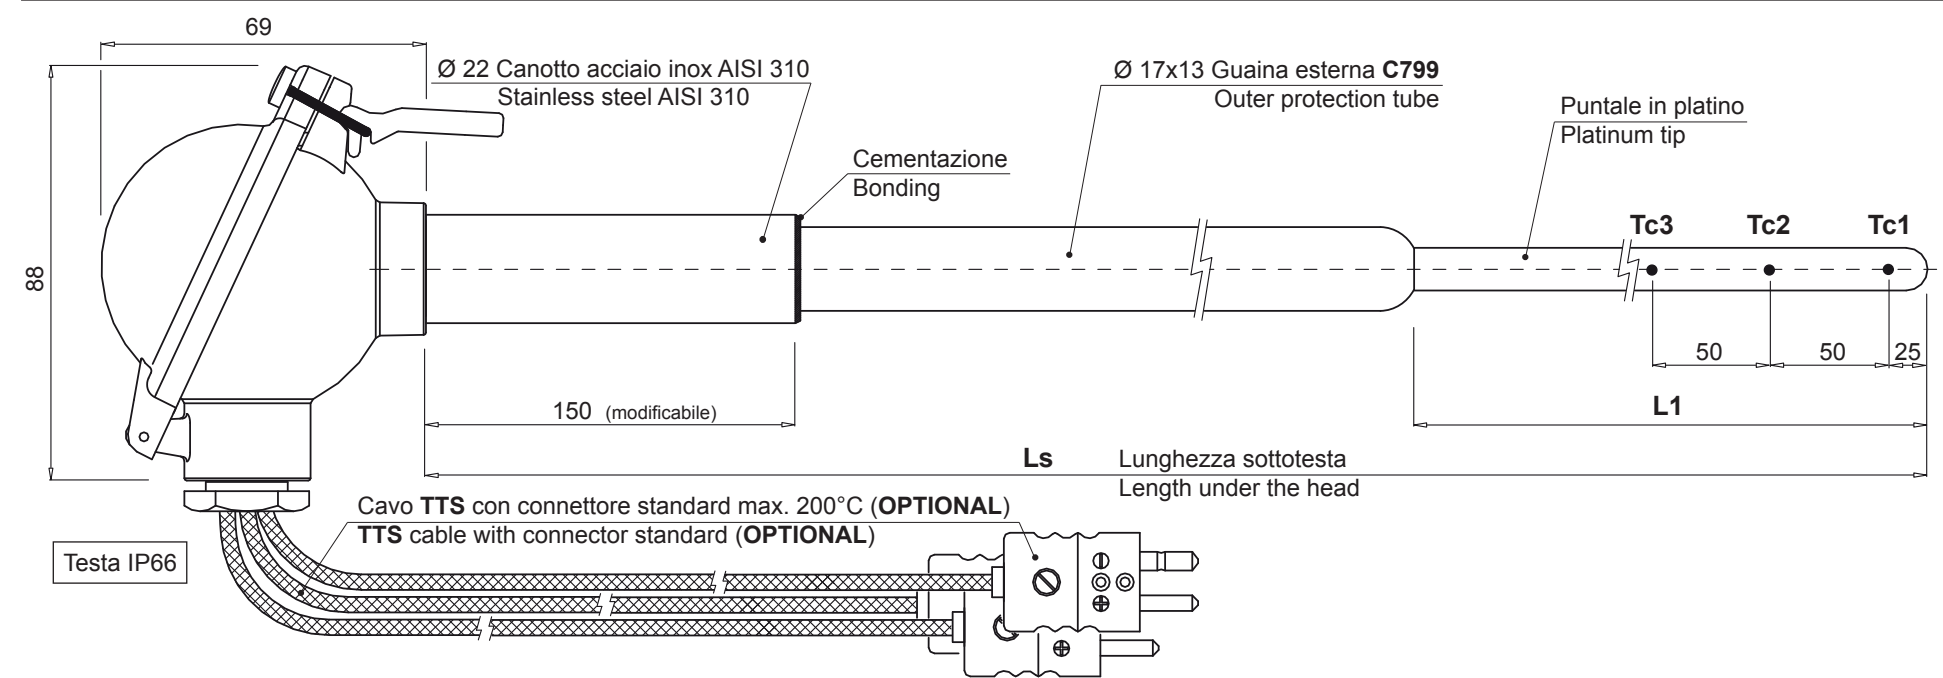 69
Ø 22 Canotto acciaio inox AISI 310
Stainless steel AISI 310
Ø 17x13 Guaina esterna C799
Outer protection tube
Puntale in platino
Platinum tip
Cementazione
Bonding
Tc3 Tc2 Tc1
88
50 50 25
150 (modificabile)
L1
Ls Lunghezza sottotesta
Length under the head
Cavo TTS con connettore standard max. 200°C (OPTIONAL)
TTS cable with connector standard (OPTIONAL)
Testa IP66